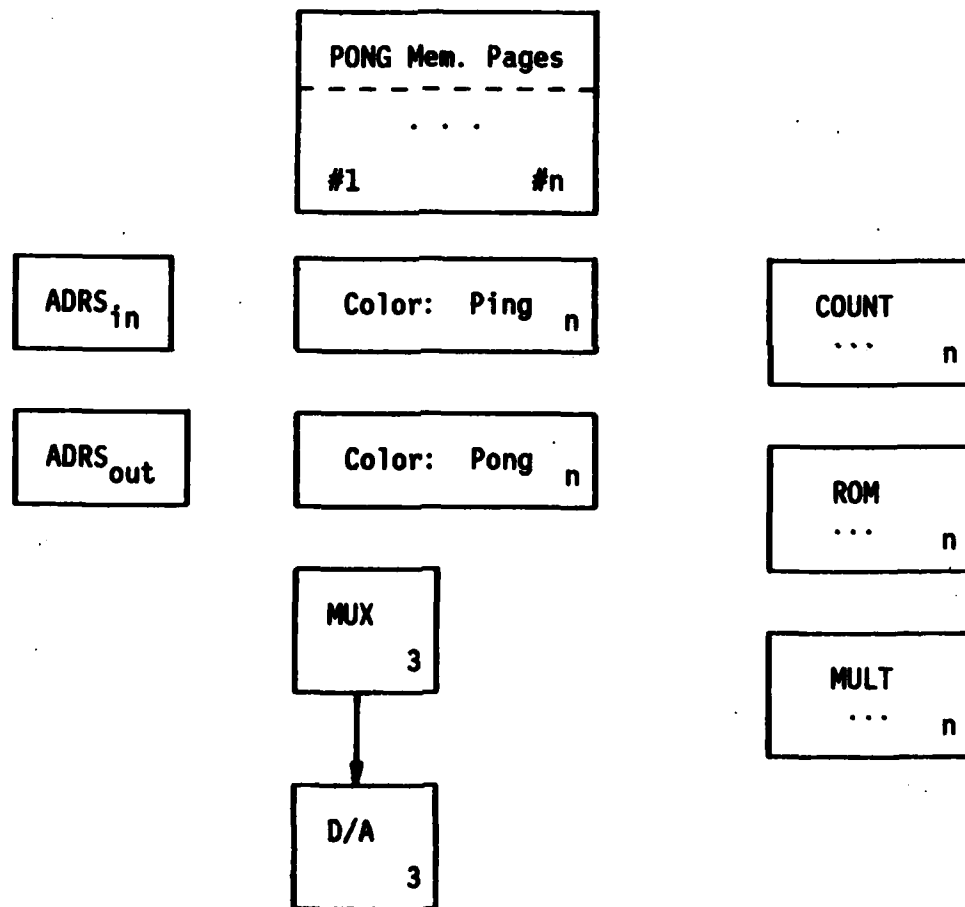 PONG Mem. Pages
. . .
#1 #n
ADRS in
Color: Ping n
COUNT
... n
ADRS out
Color: Pong n
ROM
... n
MUX
3
MULT
... n
D/A
3